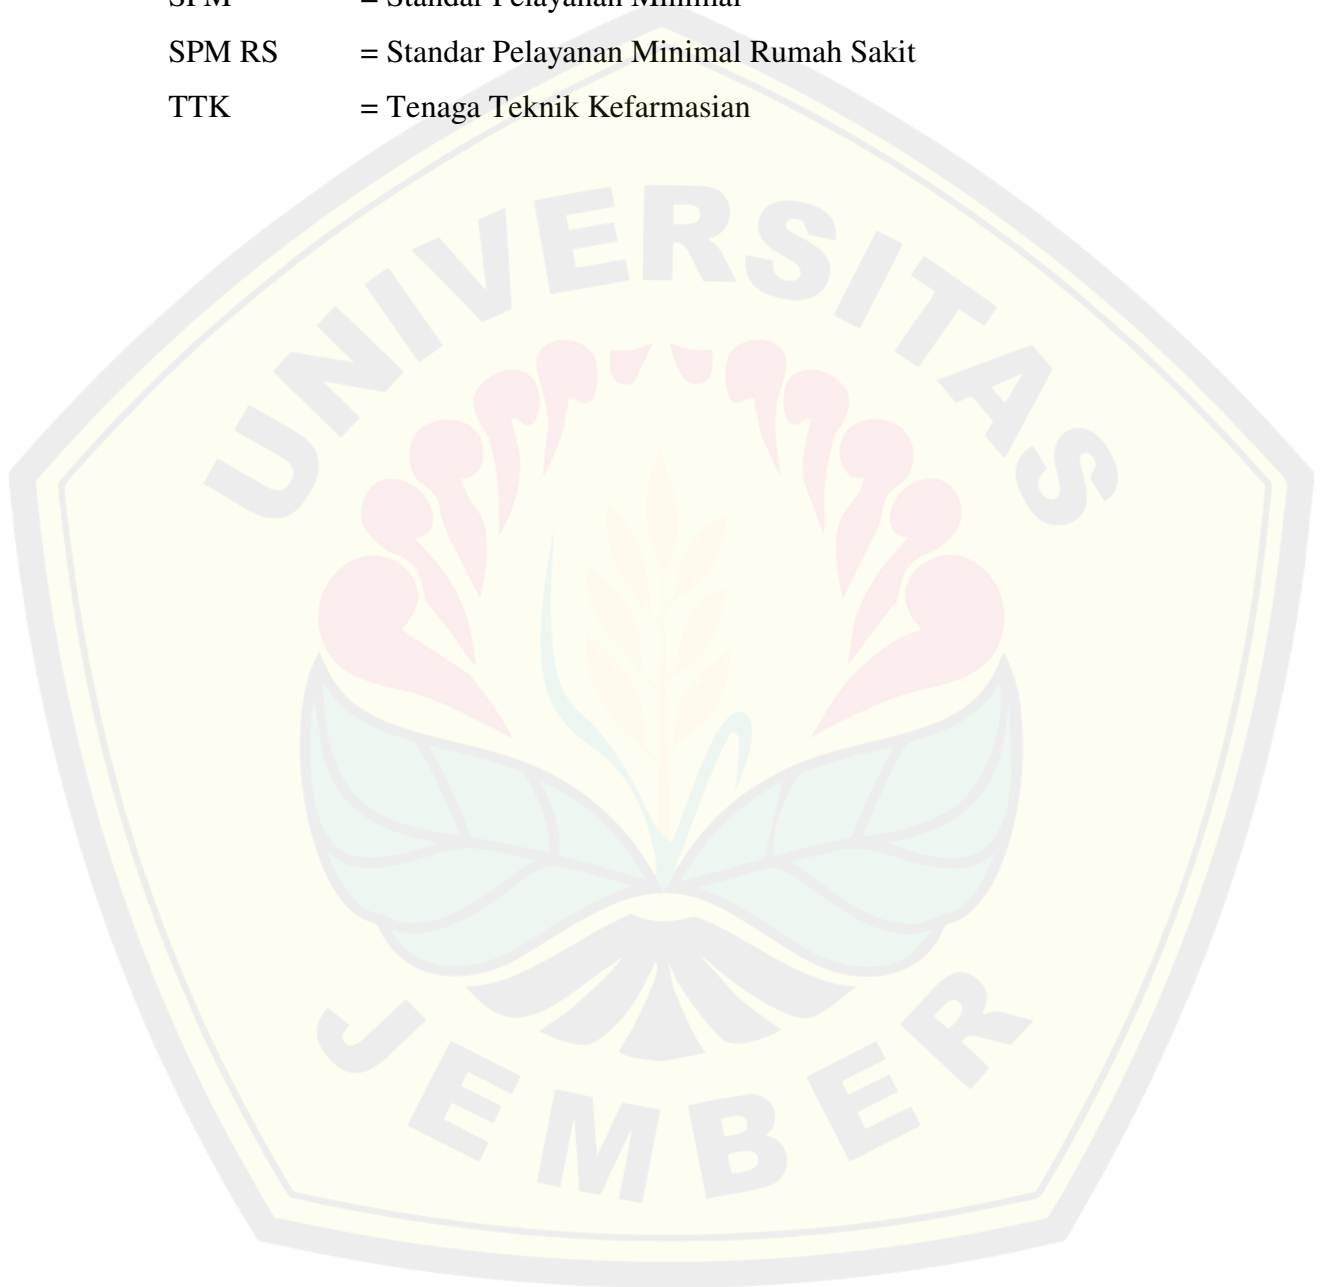 SPM = Standar Pelayanan Minimal
SPM RS = Standar Pelayanan Minimal Rumah Sakit
TTK = Tenaga Teknik Kefarmasian
UNIVERSITAS
JEMBER